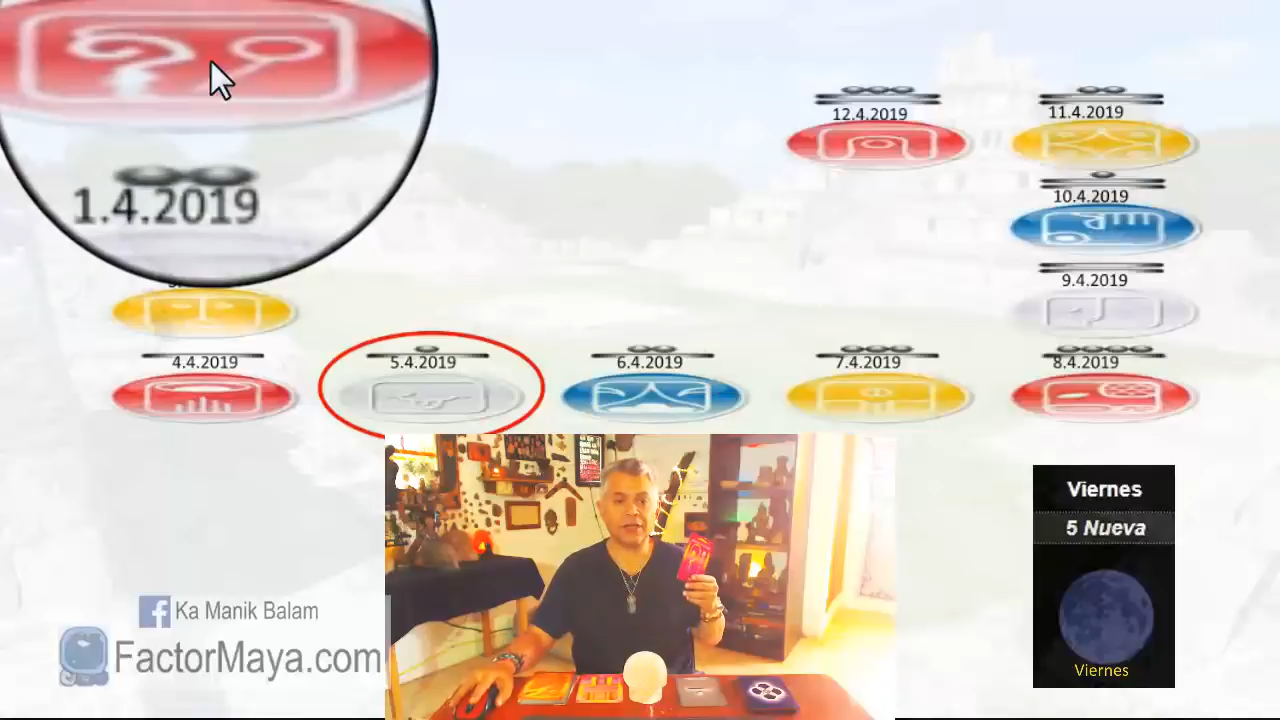 1.4.2019
12.4.2019
11.4.2019
10.4.2019
9.4.2019
4.4.2019
5.4.2019
6.4.2019
7.4.2019
8.4.2019
Viernes
5 Nueva
Viernes
Ka Manik Balam
FactorMaya.com